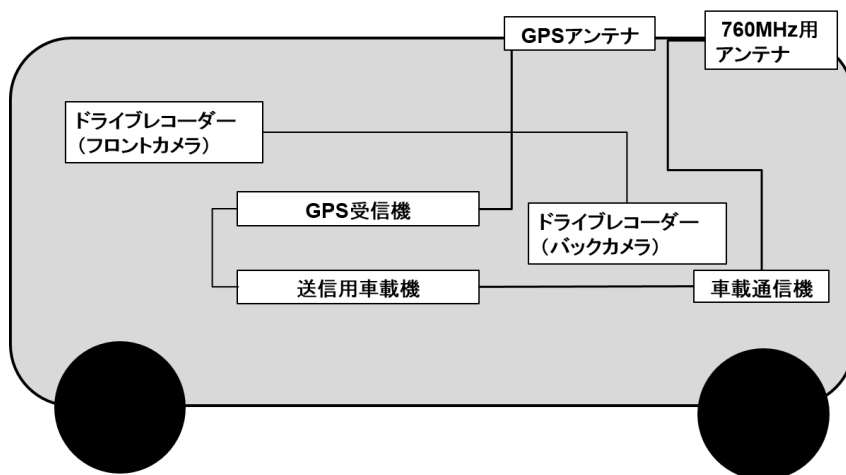 GPSアンテナ
760MHz用
アンテナ
ドライブレコーダー
（フロントカメラ）
GPS受信機
ドライブレコーダー
（バックカメラ）
送信用車載機
車載通信機